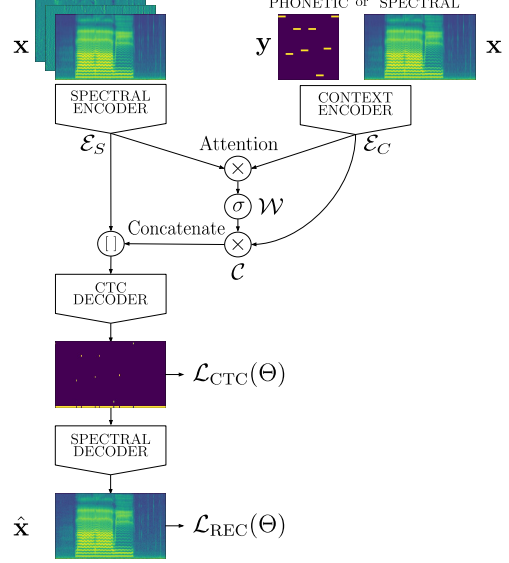 PHONETIC or SPECTRAL
x
y
x
SPECTRAL
ENCODER
CONTEXT
ENCODER
ℰ_S
Attention
ℰ_C
×
σ
𝒲
Concatenate
[ ]
×
𝒞
CTC
DECODER
ℒ_CTC(Θ)
SPECTRAL
DECODER
x̂
ℒ_REC(Θ)